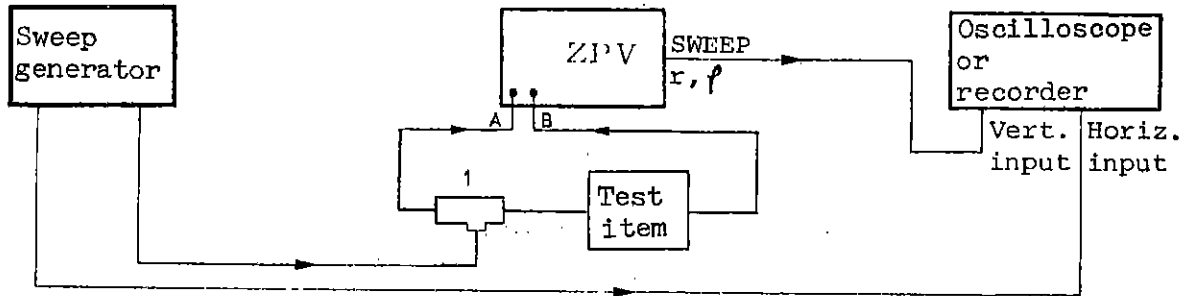 Sweep
generator
ZPV
SWEEP
r, φ
A
B
Oscilloscope
or
recorder
Vert.
input
Horiz.
input
1
Test
item